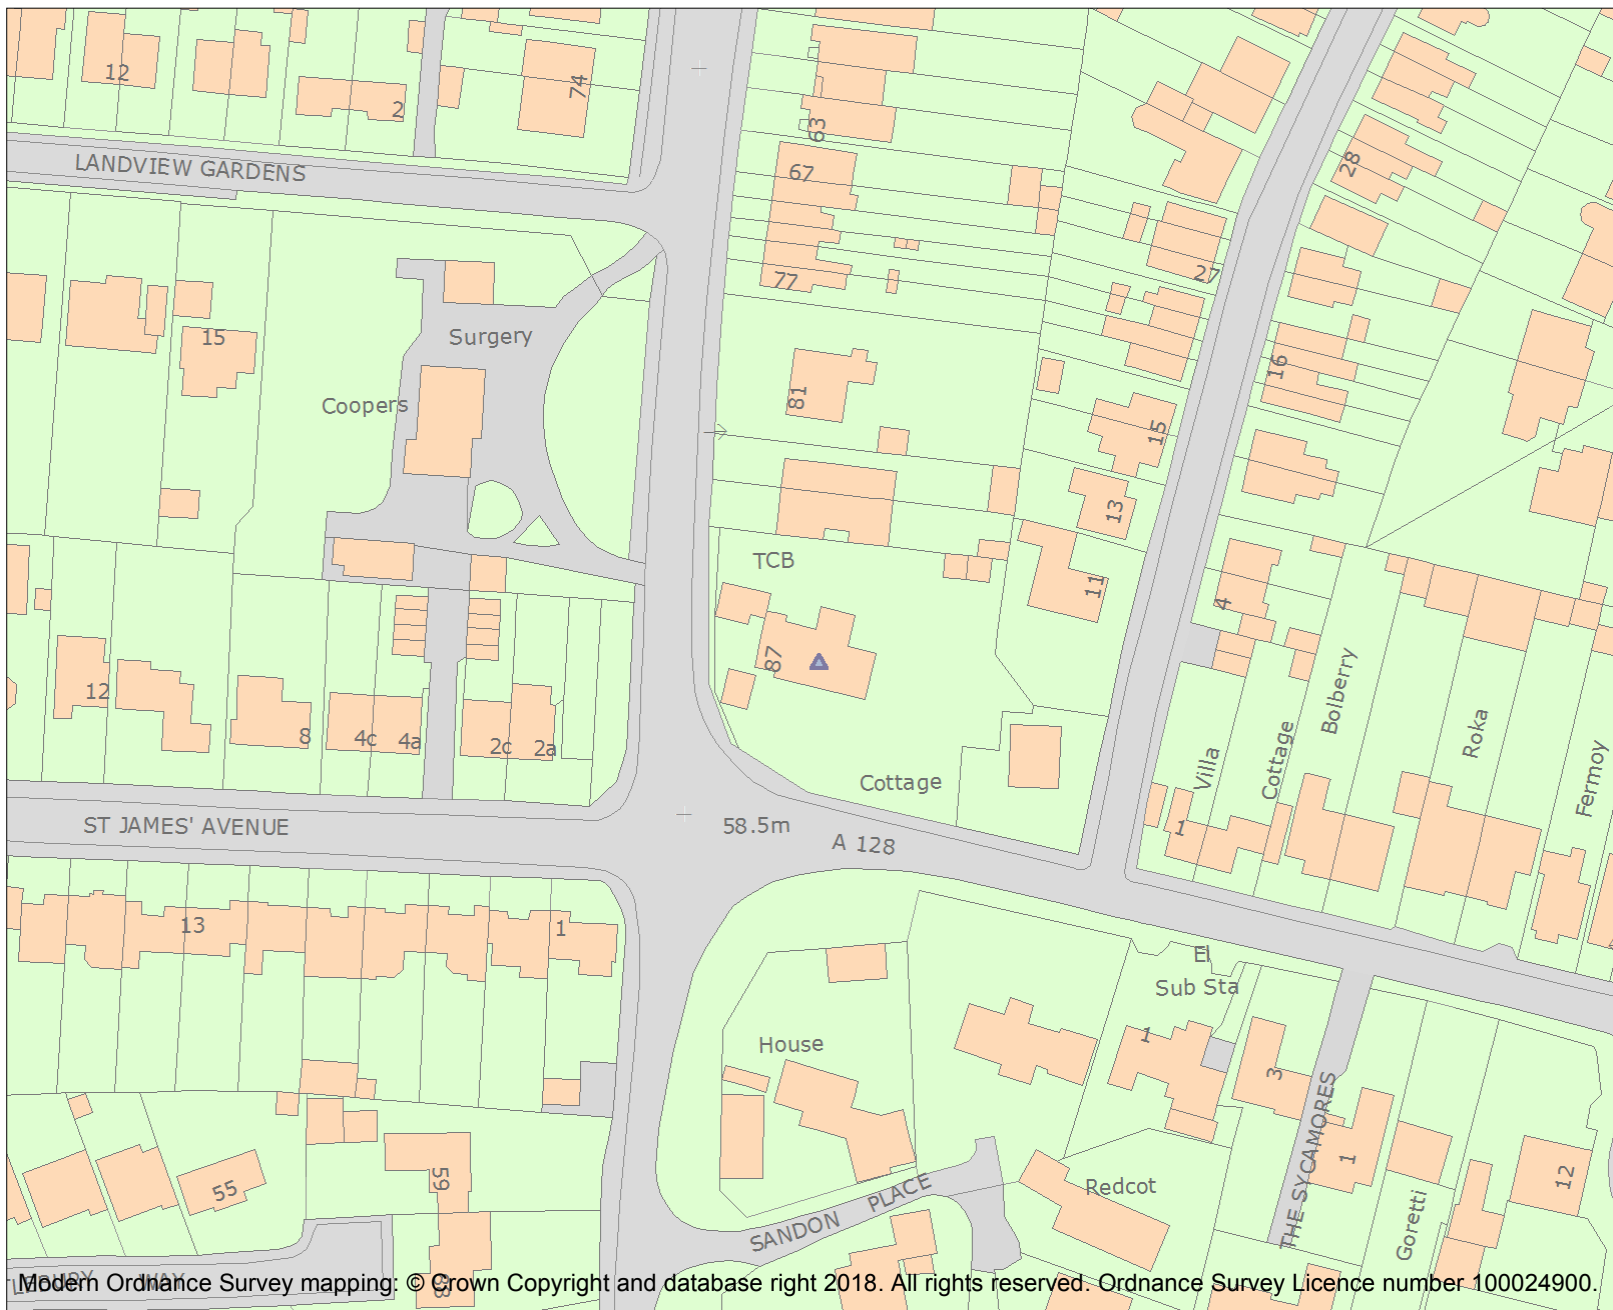 12
2
74
63
67
77
28
27
LANDVIEW GARDENS
Surgery
15
Coopers
81
16
15
13
TCB
11
4
87
12
8
4c
4a
2c
2a
Cottage
Villa
Cottage
Bolberry
Roka
Fermoy
1
58.5m
A 128
ST JAMES' AVENUE
13
1
El
Sub Sta
House
1
3
THE SYCAMORES
1
12
55
59
SANDON PLACE
Redcot
Goretti
WAY
Modern Ordnance Survey mapping: © Crown Copyright and database right 2018. All rights reserved. Ordnance Survey Licence number 100024900.